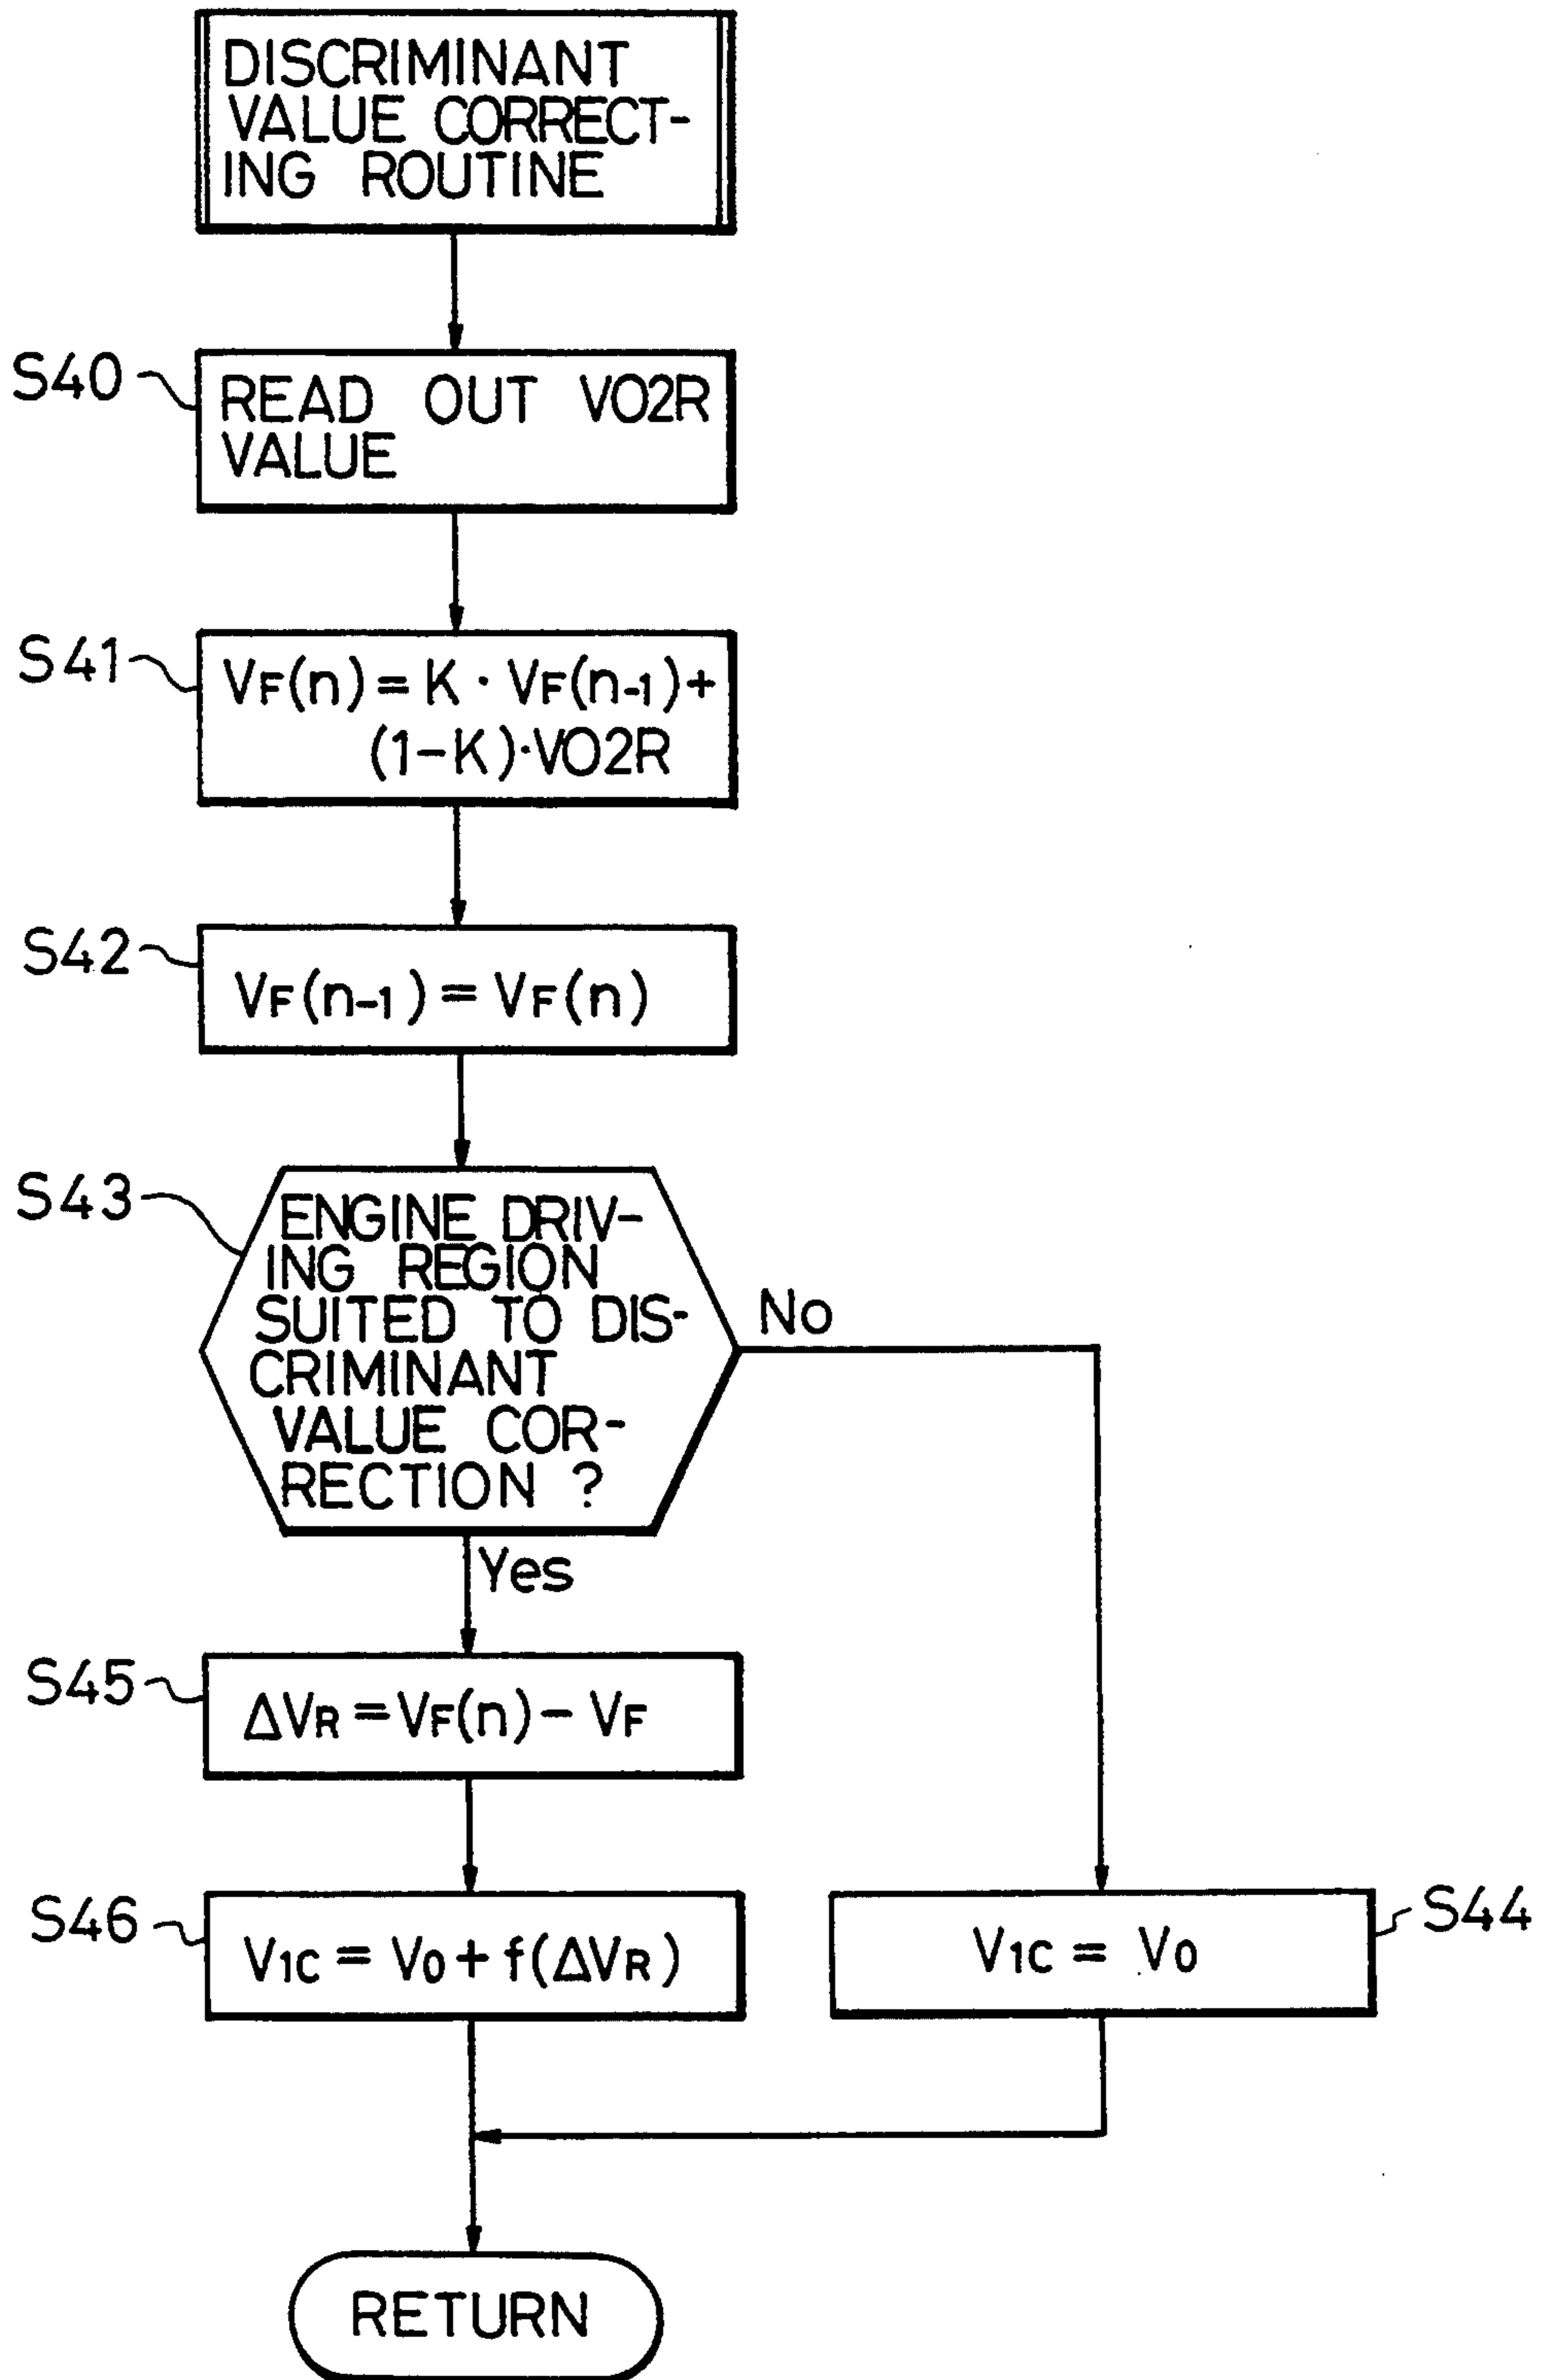 DISCRIMINANT
VALUE CORRECT-
ING ROUTINE
S40
READ OUT VO2R
VALUE
S41
VF(n) = K · VF(n-1) +
(1-K)·VO2R
S42
VF(n-1) = VF(n)
S43
ENGINE DRIV-
ING REGION
SUITED TO DIS-
CRIMINANT
VALUE COR-
RECTION ?
No
Yes
S45
ΔVR = VF(n) - VF
S46
V1C = V0 + f(ΔVR)
V1C = V0
S44
RETURN